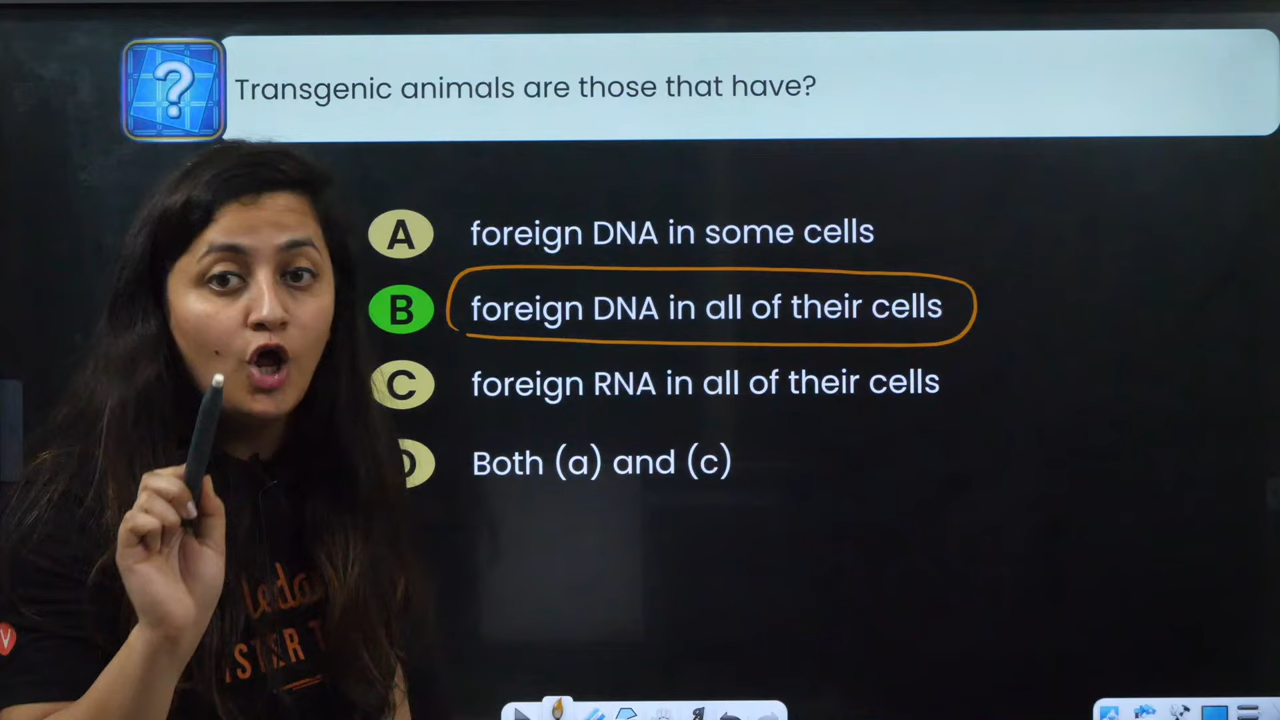 ?
Transgenic animals are those that have?
A foreign DNA in some cells
B foreign DNA in all of their cells
C foreign RNA in all of their cells
Both (a) and (c)
V